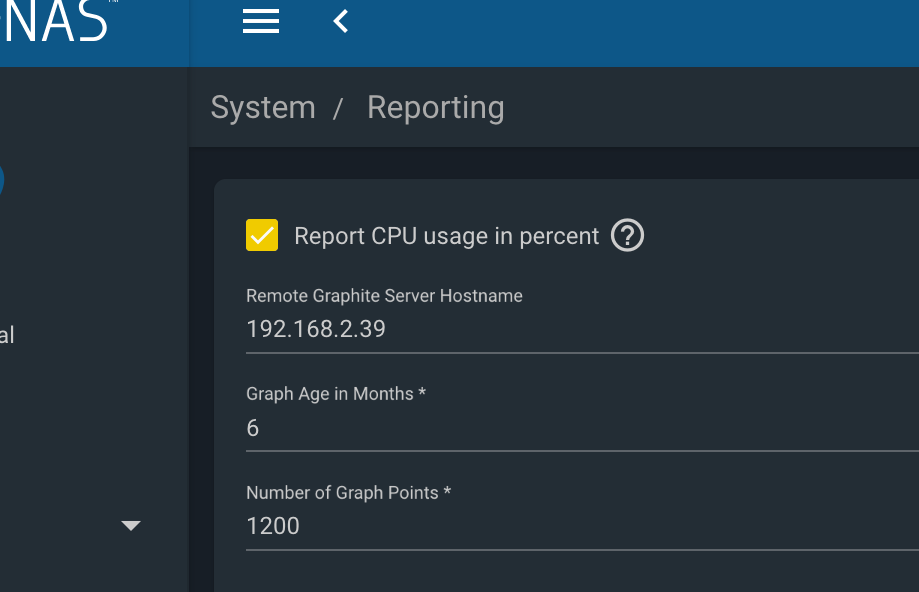 NAS™
System / Reporting
al
Report CPU usage in percent ?
Remote Graphite Server Hostname
192.168.2.39
Graph Age in Months *
6
Number of Graph Points *
1200